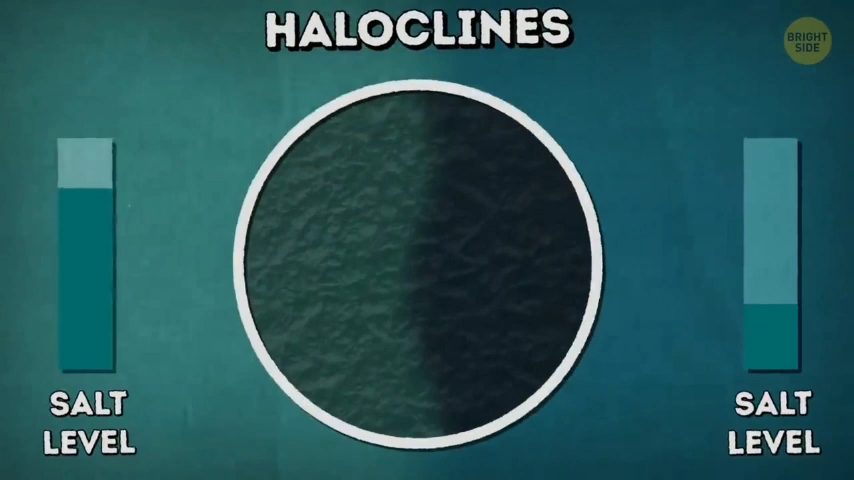 HALOCLINES
BRIGHT
SIDE
SALT
LEVEL
SALT
LEVEL